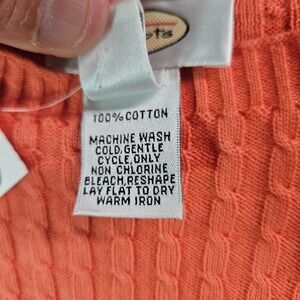 100% COTTON
MACHINE WASH
COLD, GENTLE
CYCLE, ONLY
NON CHLORINE
BLEACH, RESHAPE
LAY FLAT TO DRY
WARM IRON